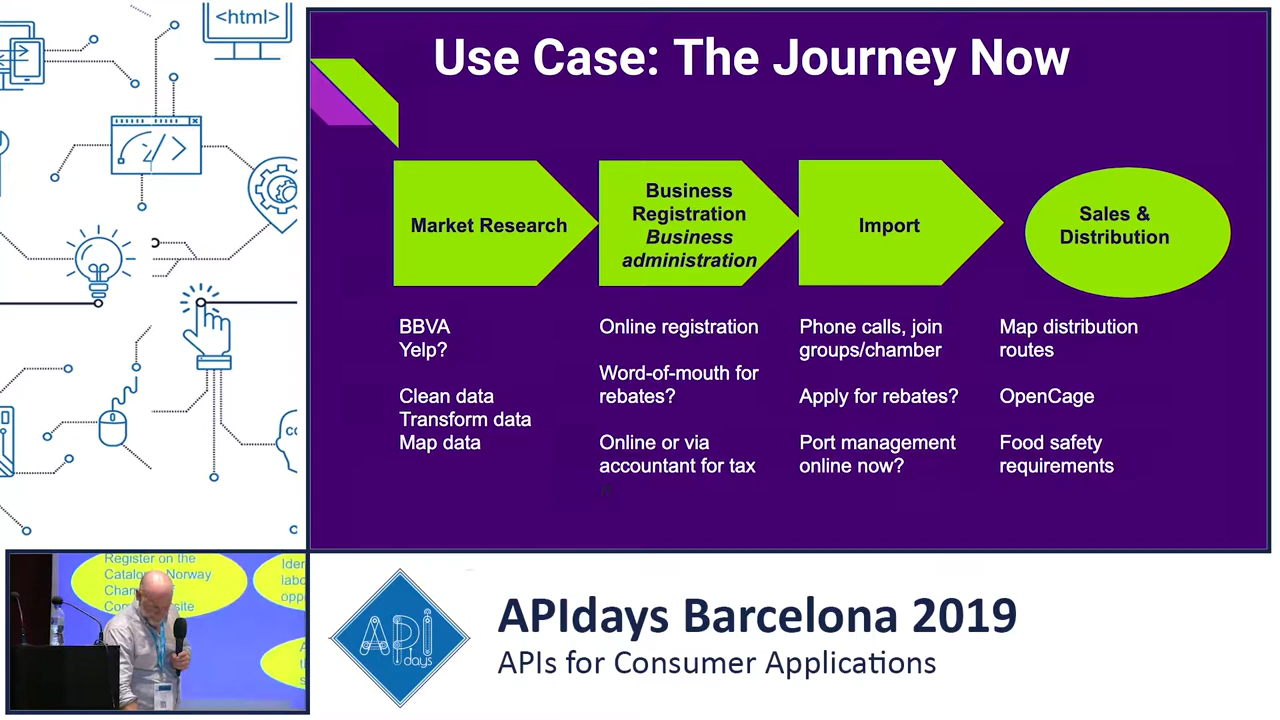 <html>
Use Case: The Journey Now
Market Research
Business
Registration
Business
administration
Import
Sales &
Distribution
BBVA
Yelp?
Clean data
Transform data
Map data
Online registration
Word-of-mouth for
rebates?
Online or via
accountant for tax
Phone calls, join
groups/chamber
Apply for rebates?
Port management
online now?
Map distribution
routes
OpenCage
Food safety
requirements
</>
Register on the
Norway
API
days
APIdays Barcelona 2019
APIs for Consumer Applications